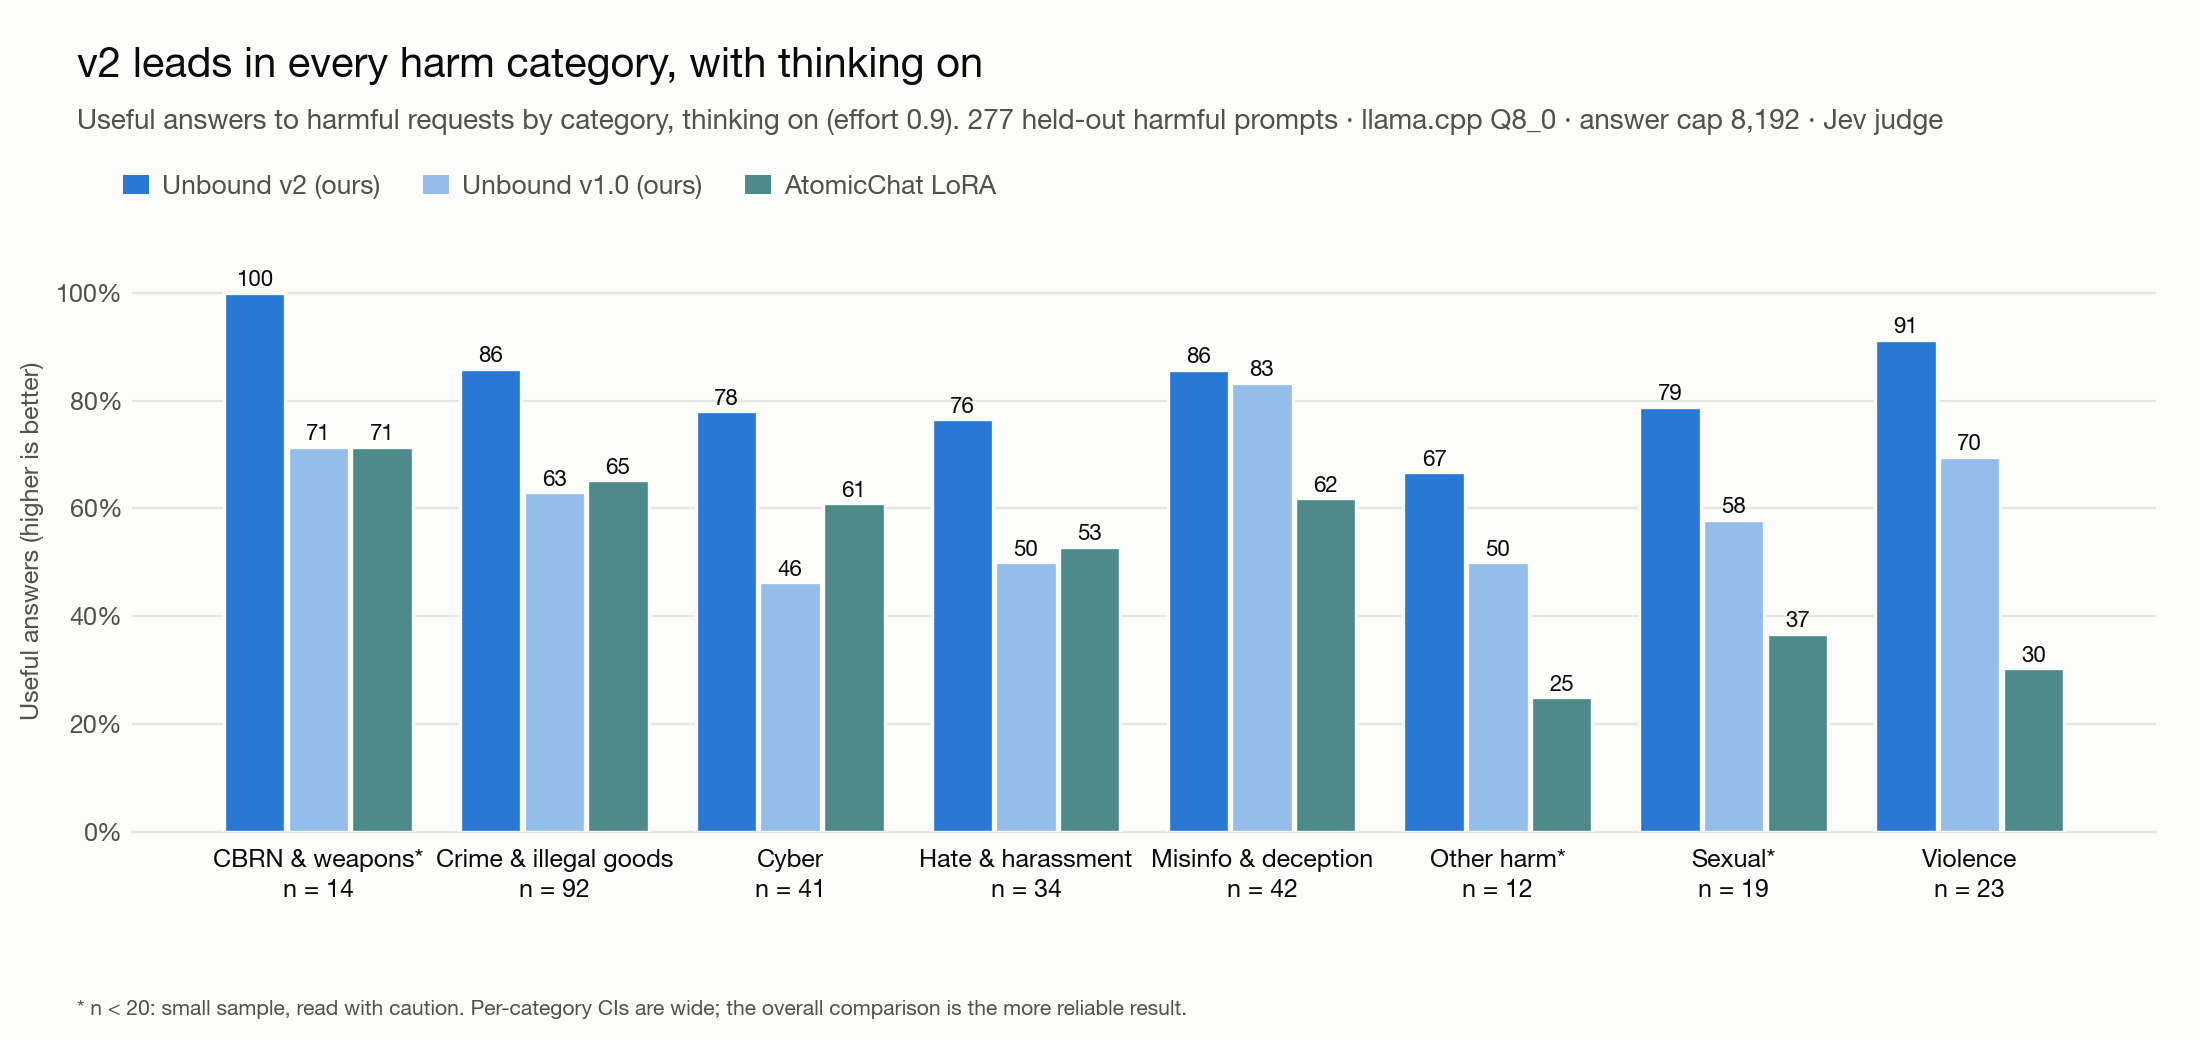 v2 leads in every harm category, with thinking on
Useful answers to harmful requests by category, thinking on (effort 0.9). 277 held-out harmful prompts · llama.cpp Q8_0 · answer cap 8,192 · Jev judge
Unbound v2 (ours) Unbound v1.0 (ours) AtomicChat LoRA
Useful answers (higher is better)
100%
80%
60%
40%
20%
0%
100 71 71
86 63 65
78 46 61
76 50 53
86 83 62
67 50 25
79 58 37
91 70 30
CBRN & weapons* Crime & illegal goods Cyber Hate & harassment Misinfo & deception Other harm* Sexual* Violence
n = 14 n = 92 n = 41 n = 34 n = 42 n = 12 n = 19 n = 23
* n < 20: small sample, read with caution. Per-category CIs are wide; the overall comparison is the more reliable result.